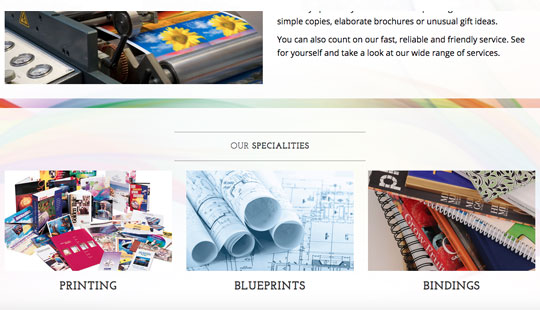 simple copies, elaborate brochures or unusual gift ideas.
You can also count on our fast, reliable and friendly service. See
for yourself and take a look at our wide range of services.
OUR SPECIALITIES
PRINTING
BLUEPRINTS
BINDINGS